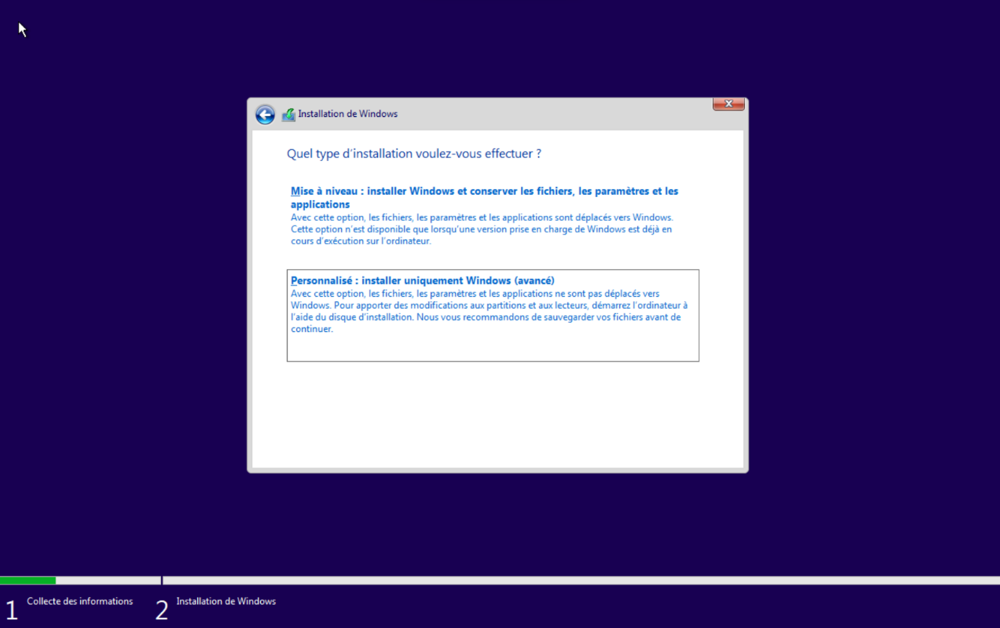 Installation de Windows
Quel type d'installation voulez-vous effectuer ?
Mise à niveau : installer Windows et conserver les fichiers, les paramètres et les
applications
Avec cette option, les fichiers, les paramètres et les applications sont déplacés vers Windows.
Cette option n'est disponible que lorsqu'une version prise en charge de Windows est déjà en
cours d'exécution sur l'ordinateur.
Personnalisé : installer uniquement Windows (avancé)
Avec cette option, les fichiers, les paramètres et les applications ne sont pas déplacés vers
Windows. Pour apporter des modifications aux partitions et aux lecteurs, démarrez l'ordinateur à
l'aide du disque d'installation. Nous vous recommandons de sauvegarder vos fichiers avant de
continuer.
1 Collecte des informations 2 Installation de Windows